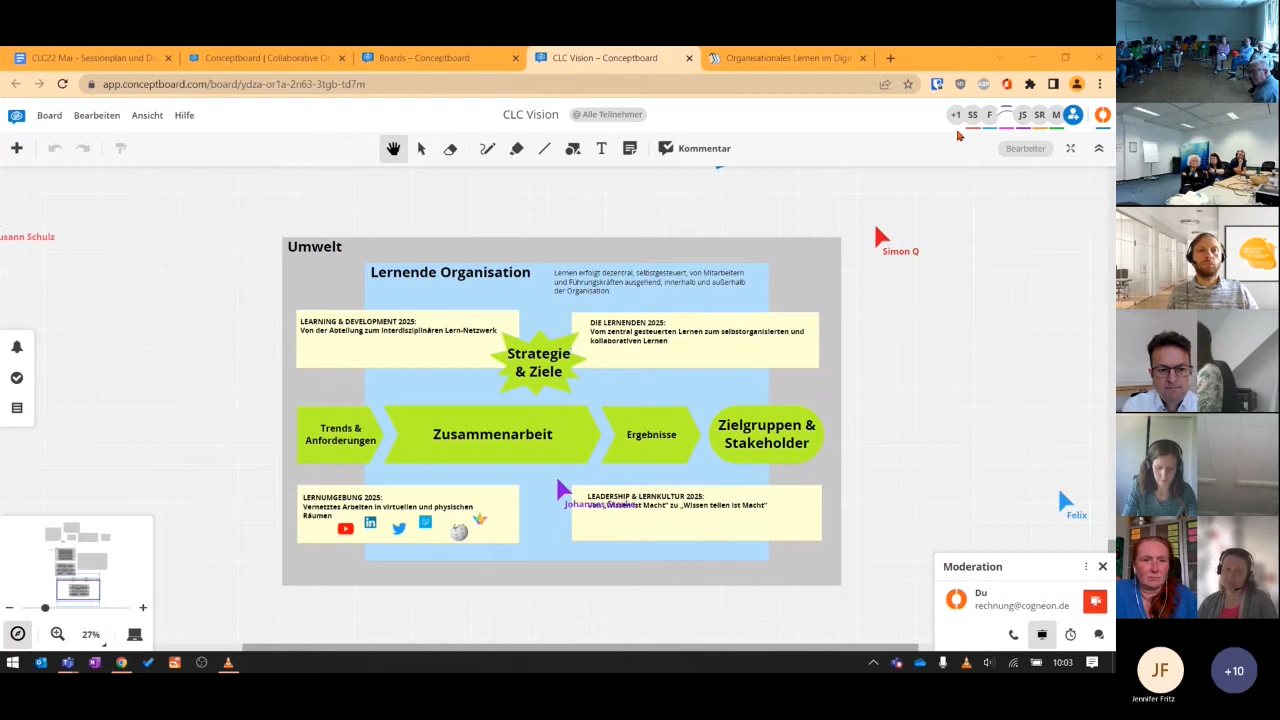 CLC22 Mai - Sessionplan und Do
Conceptboard | Collaborative On
Boards – Conceptboard
CLC Vision – Conceptboard
Organisationales Lernen im Digit
app.conceptboard.com/board/ydza-or1a-2n63-3tgb-td7m
Board
Bearbeiten
Ansicht
Hilfe
CLC Vision
@ Alle Teilnehmer
+1
SS
F
JS
SR
M
Kommentar
Bearbeiter
usann Schulz
Simon Q
Umwelt
Lernende Organisation
Lernen erfolgt dezentral, selbstgesteuert, von Mitarbeitern
und Führungskräften ausgehend, innerhalb und außerhalb
der Organisation.
LEARNING & DEVELOPMENT 2025:
Von der Abteilung zum interdisziplinären Lern-Netzwerk
DIE LERNENDEN 2025:
Vom zentral gesteuerten Lernen zum selbstorganisierten und
kollaborativen Lernen
Strategie
& Ziele
Trends &
Anforderungen
Zusammenarbeit
Ergebnisse
Zielgruppen &
Stakeholder
LERNUMGEBUNG 2025:
Vernetztes Arbeiten in virtuellen und physischen
Räumen
LEADERSHIP & LERNKULTUR 2025:
"Wissen ist Macht" zu „Wissen teilen ist Macht"
Johannes
Felix
Moderation
Du
rechnung@cogneon.de
27%
10:03
JF
Jennifer Fritz
+10